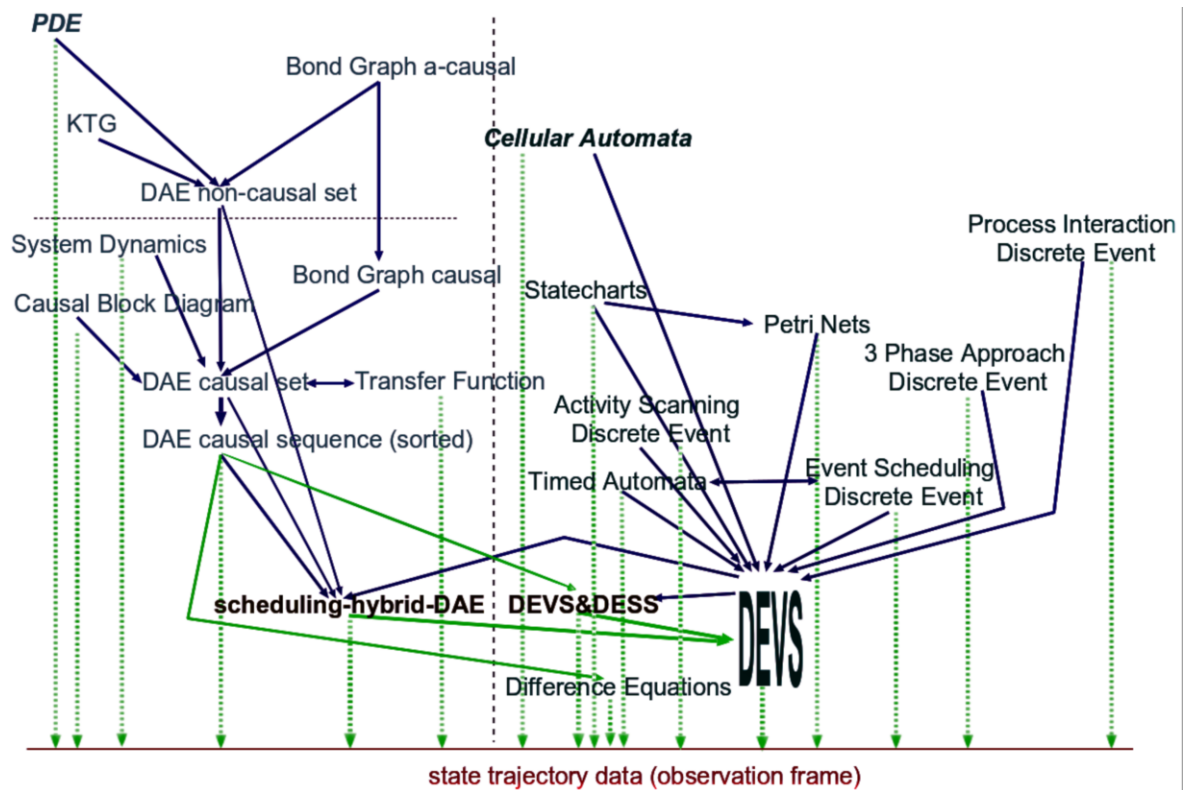 PDE
Bond Graph a-causal
KTG
Cellular Automata
DAE non-causal set
Process Interaction
Discrete Event
System Dynamics
Bond Graph causal
Causal Block Diagram
Statecharts
Petri Nets
3 Phase Approach
Discrete Event
DAE causal set
Transfer Function
Activity Scanning
Discrete Event
DAE causal sequence (sorted)
Timed Automata
Event Scheduling
Discrete Event
scheduling-hybrid-DAE
DEVS&DESS
DEVS
Difference Equations
state trajectory data (observation frame)